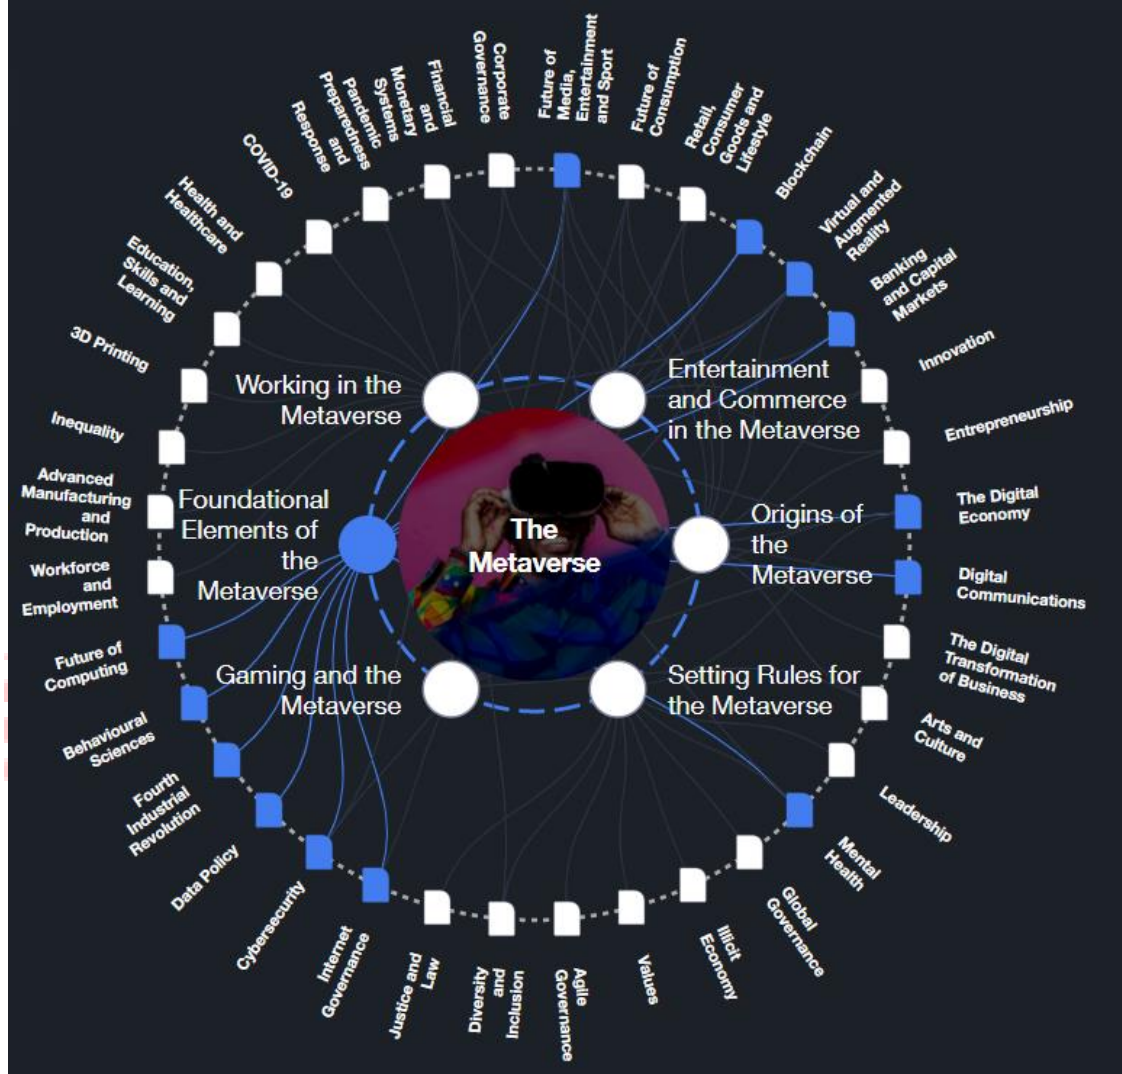 Corporate
Governance
Future of
Media,
Entertainment
and Sport
Future of
Consumption
Retail,
Consumer
Goods and
Lifestyle
Blockchain
Virtual and
Augmented
Reality
Banking
and Capital
Markets
Innovation
Entrepreneurship
The Digital
Economy
Digital
Communications
The Digital
Transformation
of Business
Arts and
Culture
Leadership
Mental
Health
Global
Governance
Illicit
Economy
Values
Agile
Governance
Diversity
and
Inclusion
Justice and
Law
Internet
Governance
Cybersecurity
Data Policy
Fourth
Industrial
Revolution
Behavioural
Sciences
Future of
Computing
Workforce
and
Employment
Advanced
Manufacturing
and
Production
Inequality
3D Printing
Education,
Skills and
Learning
Health and
Healthcare
COVID-19
Pandemic
Preparedness
and
Response
Financial
and
Monetary
Systems
Working in the
Metaverse
Entertainment
and Commerce
in the Metaverse
Foundational
Elements of
the
Metaverse
The
Metaverse
Origins of
the
Metaverse
Gaming and the
Metaverse
Setting Rules for
the Metaverse